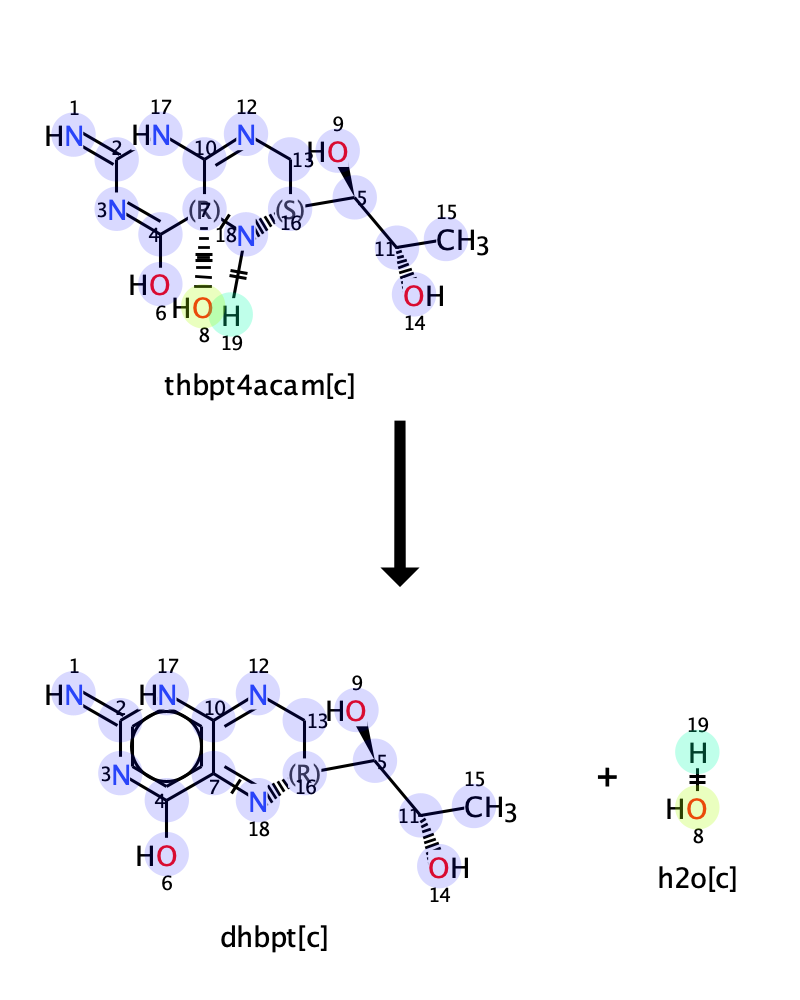 1 17 12 9
HN 2 HN 10 N 13 HO
3 N 4 (R) 7 18 N (S) 16 5 15
11 CH3
HO 6 HO 8 H 19 OH 14
thbpt4acam[c]
1 17 12 9
HN 2 HN 10 N 13 HO 19
H
3 N 4 7 N 18 (R) 16 5 15 +
11 CH3 HO 8
HO 6 OH 14
h2o[c]
dhbpt[c]